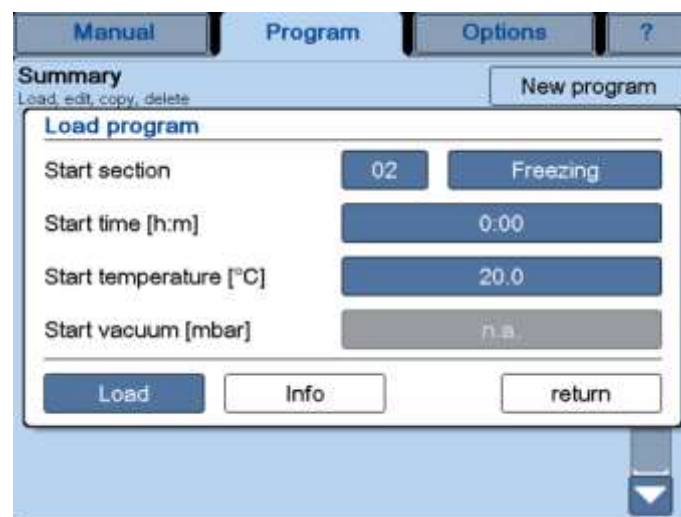 Manual Program Options ?
Summary New program
Load, edit, copy, delete
Load program
Start section 02 Freezing
Start time [h:m] 0:00
Start temperature [°C] 20.0
Start vacuum [mbar] n.a.
Load Info return